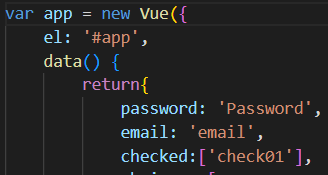 var app = new Vue({
el: '#app',
data() {
return{
password: 'Password',
email: 'email',
checked:['check01'],